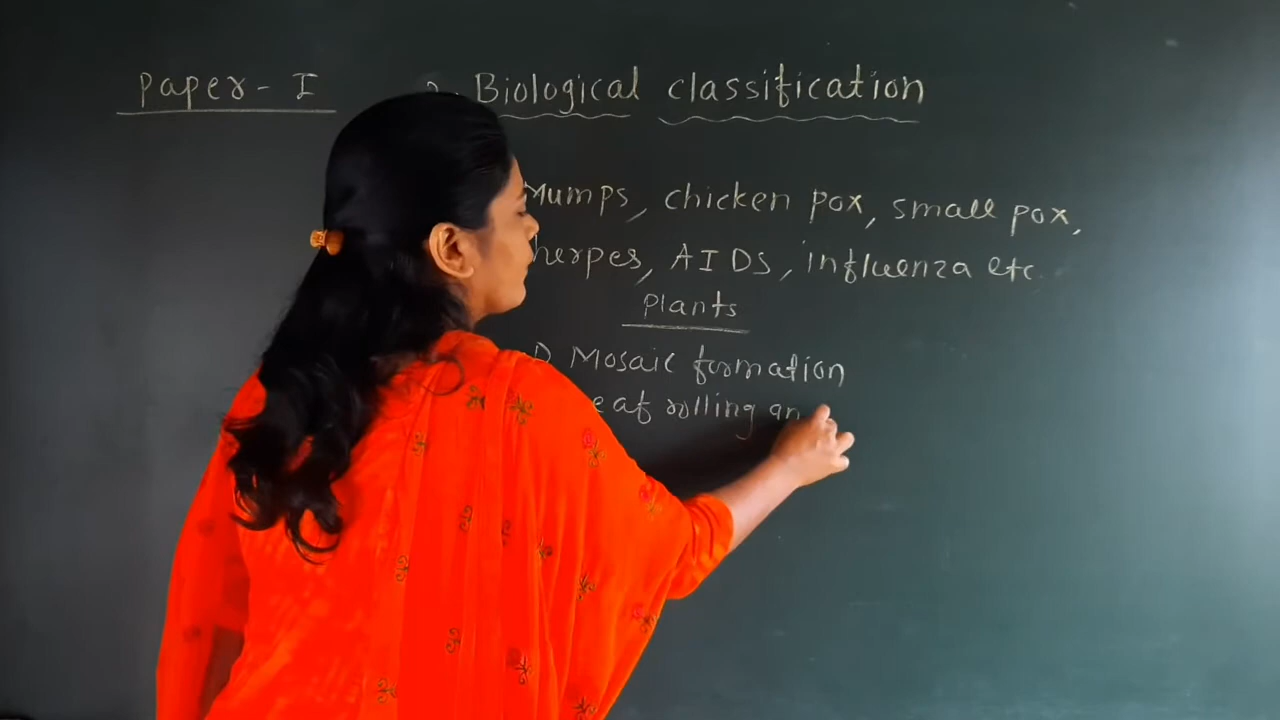 Paper - I
Biological classification
Mumps, chicken pox, small pox,
herpes, AIDS, influenza etc.
Plants
Mosaic formation
rolling